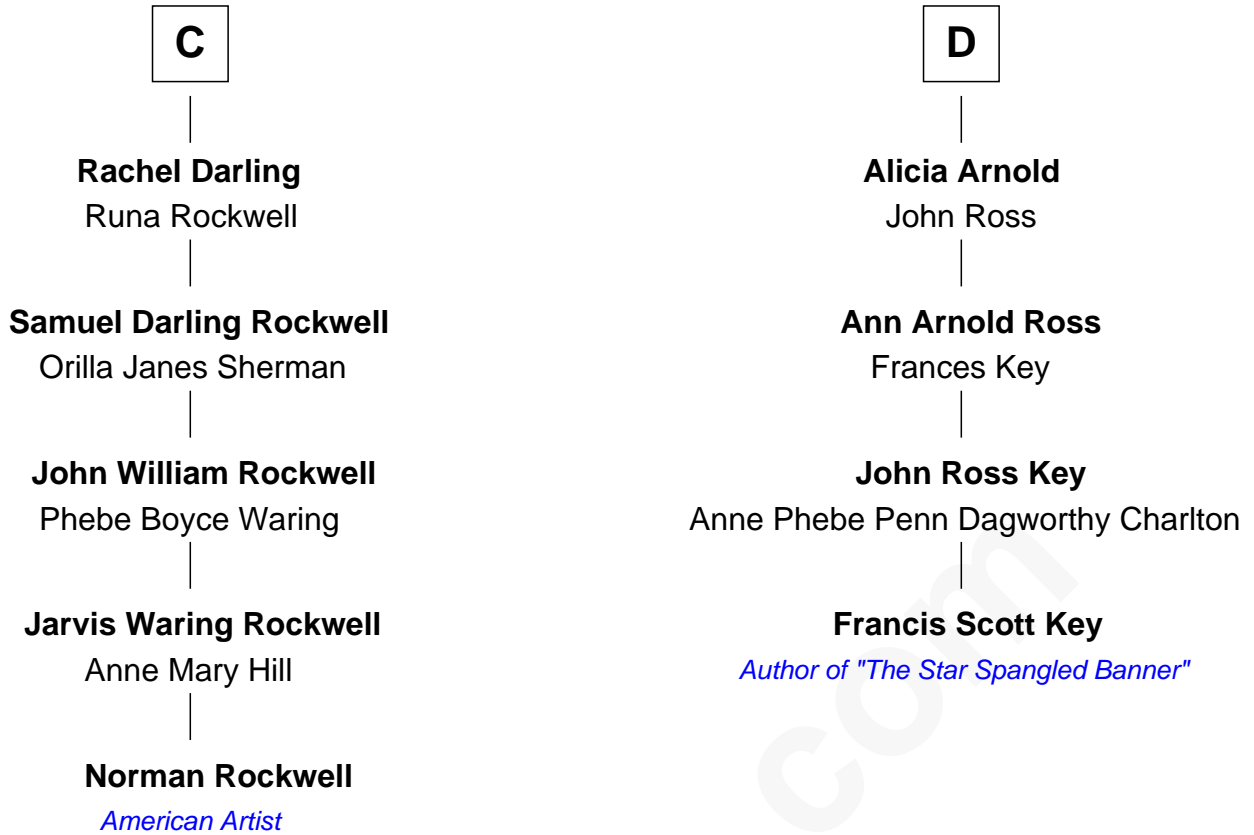 C
Rachel Darling
Runa Rockwell
Samuel Darling Rockwell
Orilla Janes Sherman
John William Rockwell
Phebe Boyce Waring
Jarvis Waring Rockwell
Anne Mary Hill
Norman Rockwell
American Artist
D
Alicia Arnold
John Ross
Ann Arnold Ross
Frances Key
John Ross Key
Anne Phebe Penn Dagworthy Charlton
Francis Scott Key
Author of "The Star Spangled Banner"
com